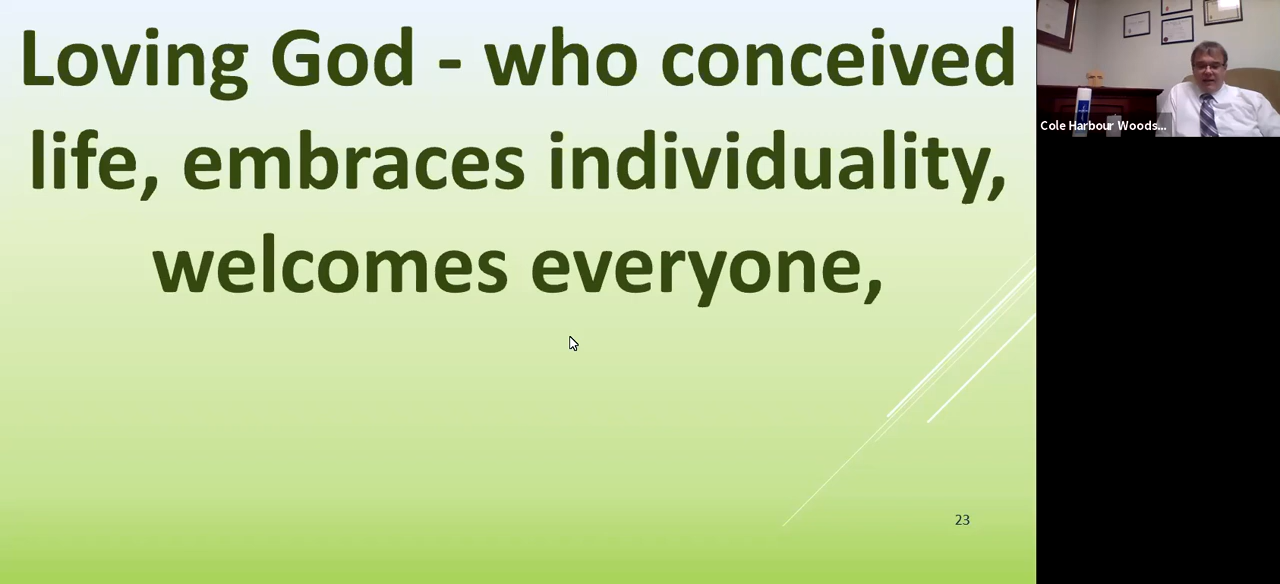 Loving God - who conceived
life, embraces individuality,
welcomes everyone,
23
Cole Harbour Woods...